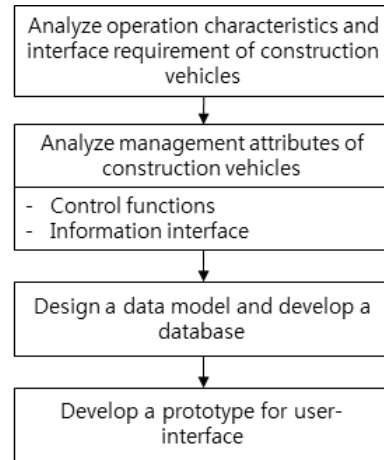 Analyze operation characteristics and
interface requirement of construction
vehicles
Analyze management attributes of
construction vehicles
- Control functions
- Information interface
Design a data model and develop a
database
Develop a prototype for user-
interface